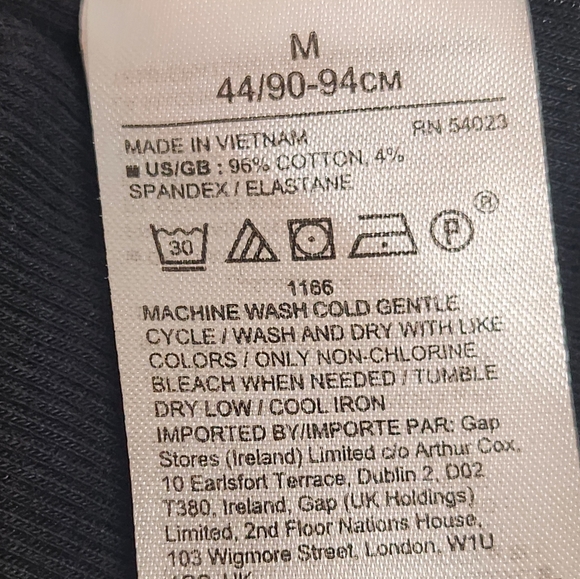 M
44/90-94CM
MADE IN VIETNAM RN 54023
US/GB : 96% COTTON, 4%
SPANDEX / ELASTANE
30 P ®
1166
MACHINE WASH COLD GENTLE
CYCLE / WASH AND DRY WITH LIKE
COLORS / ONLY NON-CHLORINE
BLEACH WHEN NEEDED / TUMBLE
DRY LOW / COOL IRON
IMPORTED BY/IMPORTE PAR: Gap
Stores (Ireland) Limited c/o Arthur Cox,
10 Earlsfort Terrace, Dublin 2, D02
T380, Ireland, Gap (UK Holdings)
Limited, 2nd Floor Nations House,
103 Wigmore Street, London, W1U
UK